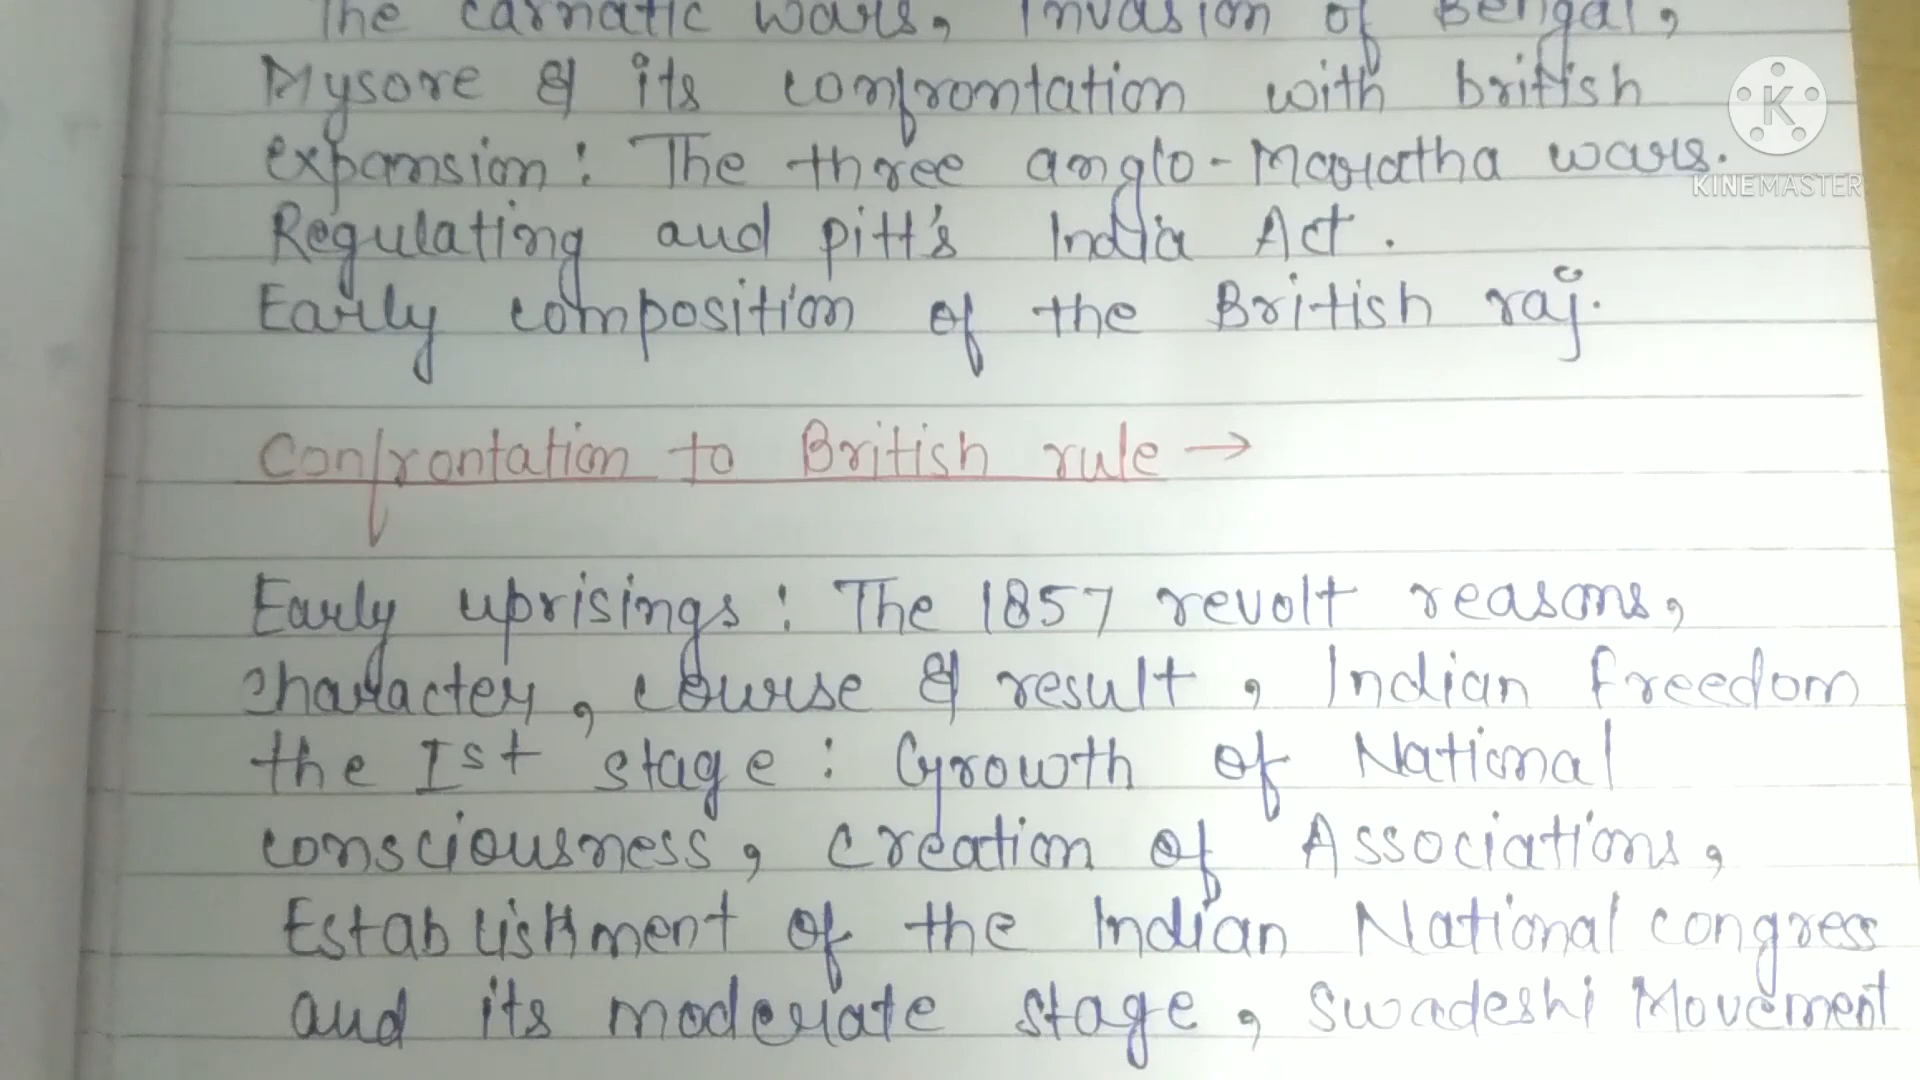 The carnatic wars, Invasion of Bengal,
Mysore & its confrontation with british
expansion: The three anglo-Maratha wars.
Regulating and pitt's India Act.
Early composition of the British raj.
Confrontation to British rule →
Early uprisings: The 1857 revolt reasons,
character, course & result, Indian freedom
the Ist stage: Growth of National
consciousness, creation of Associations,
Establishment of the Indian National congress
and its moderate stage, Swadeshi Movement
K
KINEMASTER